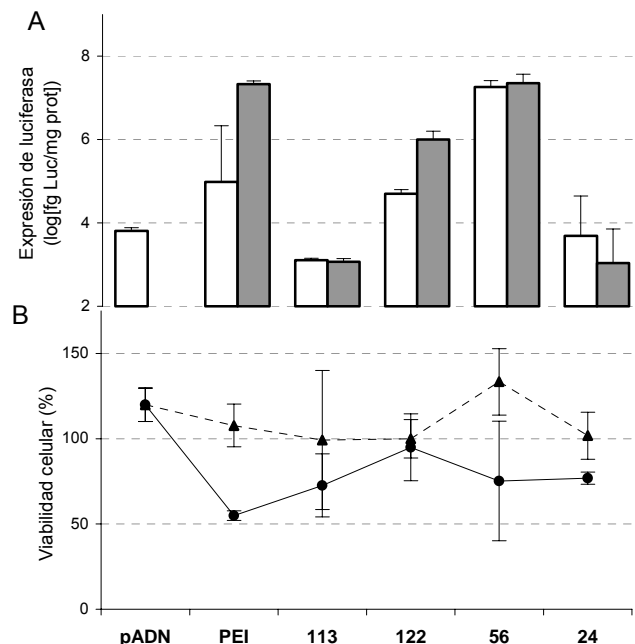 A
Expresión de luciferasa
(log[fg Luc/mg prot]
8
6
4
2
B
Viabilidad celular (%)
150
100
50
0
pADN PEI 113 122 56 24